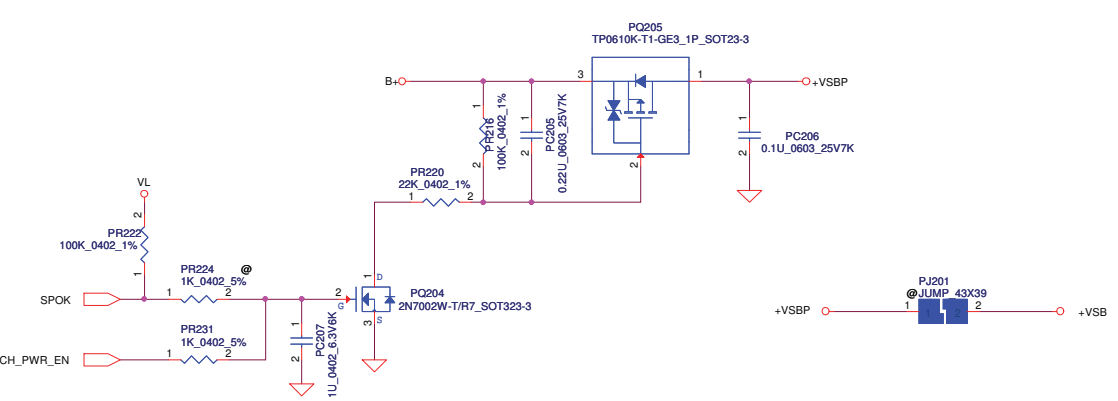 PQ205
TP0610K-T1-GE3_1P_SOT23-3
B+
3
1
+VSBP
1
PR216
100K_0402_1%
2
1
PC205
0.22U_0603_25V7K
2
2
1
PC206
0.1U_0603_25V7K
2
PR220
22K_0402_1%
1
2
VL
2
PR222
100K_0402_1%
1
PR224
@
1K_0402_5%
SPOK
1
2
PR231
1K_0402_5%
CH_PWR_EN
1
2
1
PC207
1U_0402_6.3V6K
2
1
D
2
G
PQ204
2N7002W-T/R7_SOT323-3
3
S
PJ201
@JUMP_43X39
+VSBP
1
1
2
2
+VSB